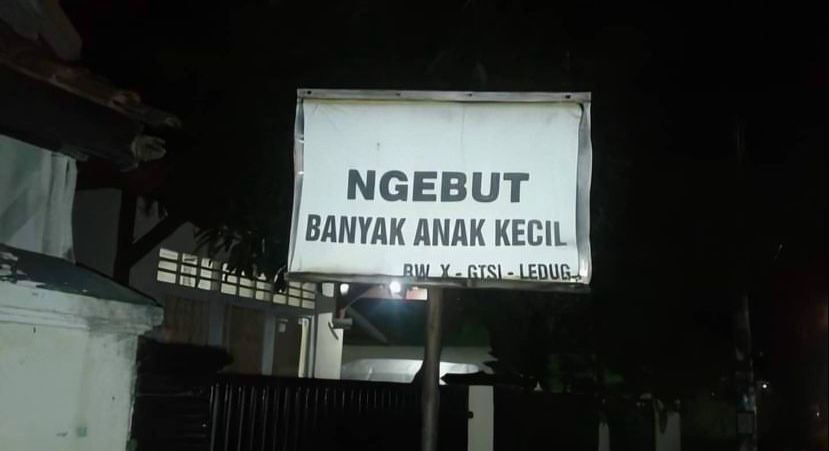 NGEBUT
BANYAK ANAK KECIL
RW X - GTSI - LEDUG